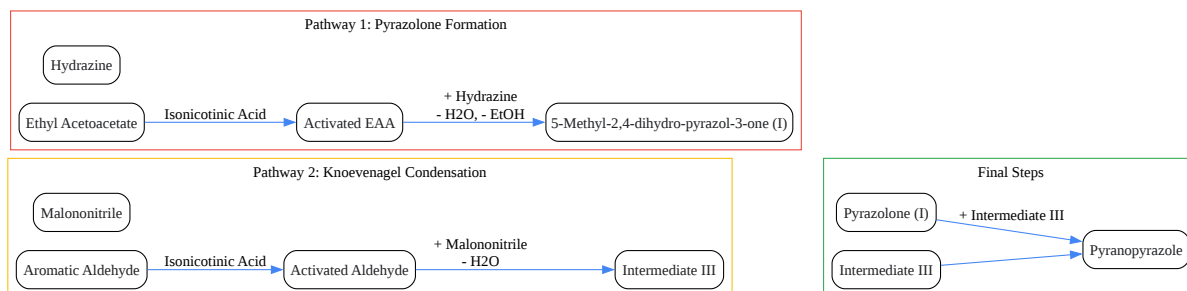 Pathway 1: Pyrazolone Formation
Hydrazine
Ethyl Acetoacetate
Isonicotinic Acid
Activated EAA
+ Hydrazine
- H2O, - EtOH
5-Methyl-2,4-dihydro-pyrazol-3-one (I)
Pathway 2: Knoevenagel Condensation
Malononitrile
Aromatic Aldehyde
Isonicotinic Acid
Activated Aldehyde
+ Malononitrile
- H2O
Intermediate III
Final Steps
Pyrazolone (I)
+ Intermediate III
Intermediate III
Pyranopyrazole